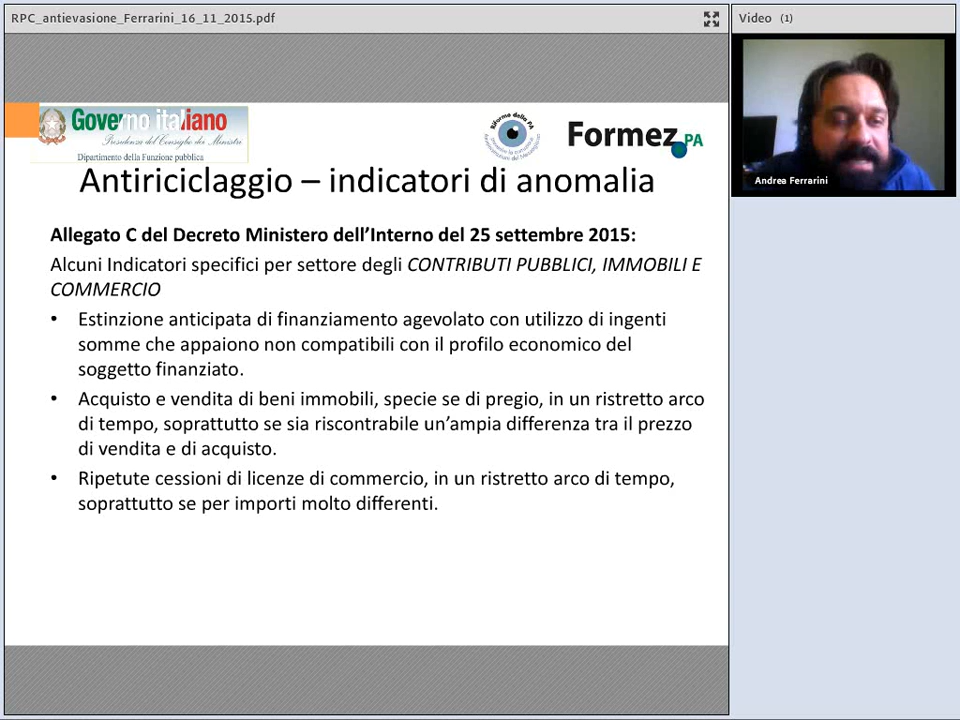 RPC_antievasione_Ferrarini_16_11_2015.pdf
Video (1)
Governo italiano
Presidenza del Consiglio dei Ministri
Dipartimento della Funzione pubblica
Riforme della PA
Formez PA
Andrea Ferrarini
Antiriciclaggio – indicatori di anomalia
Allegato C del Decreto Ministero dell’Interno del 25 settembre 2015:
Alcuni Indicatori specifici per settore degli CONTRIBUTI PUBBLICI, IMMOBILI E
COMMERCIO
• Estinzione anticipata di finanziamento agevolato con utilizzo di ingenti
somme che appaiono non compatibili con il profilo economico del
soggetto finanziato.
• Acquisto e vendita di beni immobili, specie se di pregio, in un ristretto arco
di tempo, soprattutto se sia riscontrabile un’ampia differenza tra il prezzo
di vendita e di acquisto.
• Ripetute cessioni di licenze di commercio, in un ristretto arco di tempo,
soprattutto se per importi molto differenti.